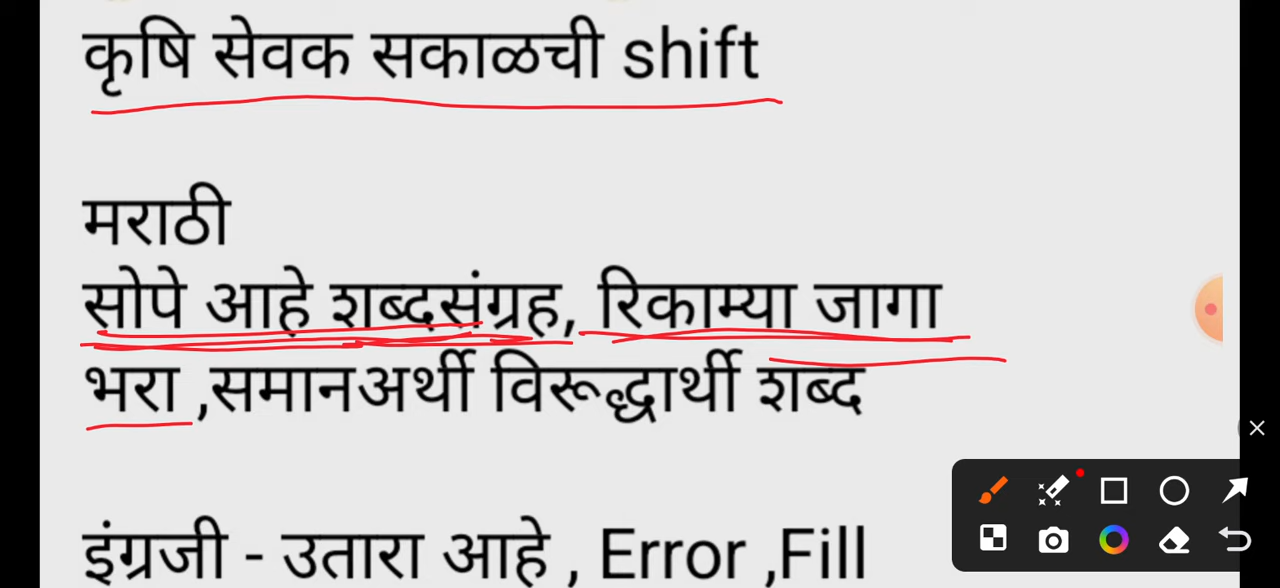 कृषि सेवक सकाळची shift
मराठी
सोपे आहे शब्दसंग्रह, रिकाम्या जागा
भरा ,समानअर्थी विरूद्धार्थी शब्द
इंग्रजी - उतारा आहे , Error ,Fill